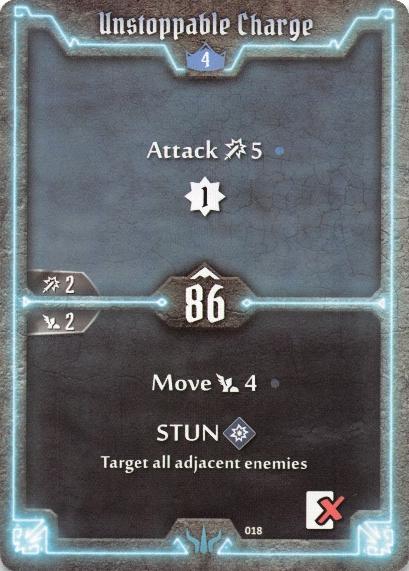 Unstoppable Charge
4
Attack 5
1
2
86
2
Move 4
STUN
Target all adjacent enemies
018